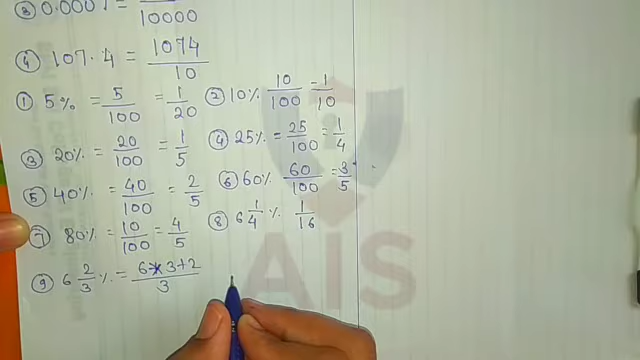 ③ 0.0001 = /10000
④ 107.4 = 1074/10
① 5% = 5/100 = 1/20 ② 10% 10/100 = 1/10
③ 20% = 20/100 = 1/5 ④ 25% = 25/100 = 1/4
⑤ 40% = 40/100 = 2/5 ⑥ 60% 60/100 = 3/5
⑦ 80% = 10/100 = 4/5 ⑧ 6 1/4 % 1/16
⑨ 6 2/3 % = 6*3+2/3
AiS